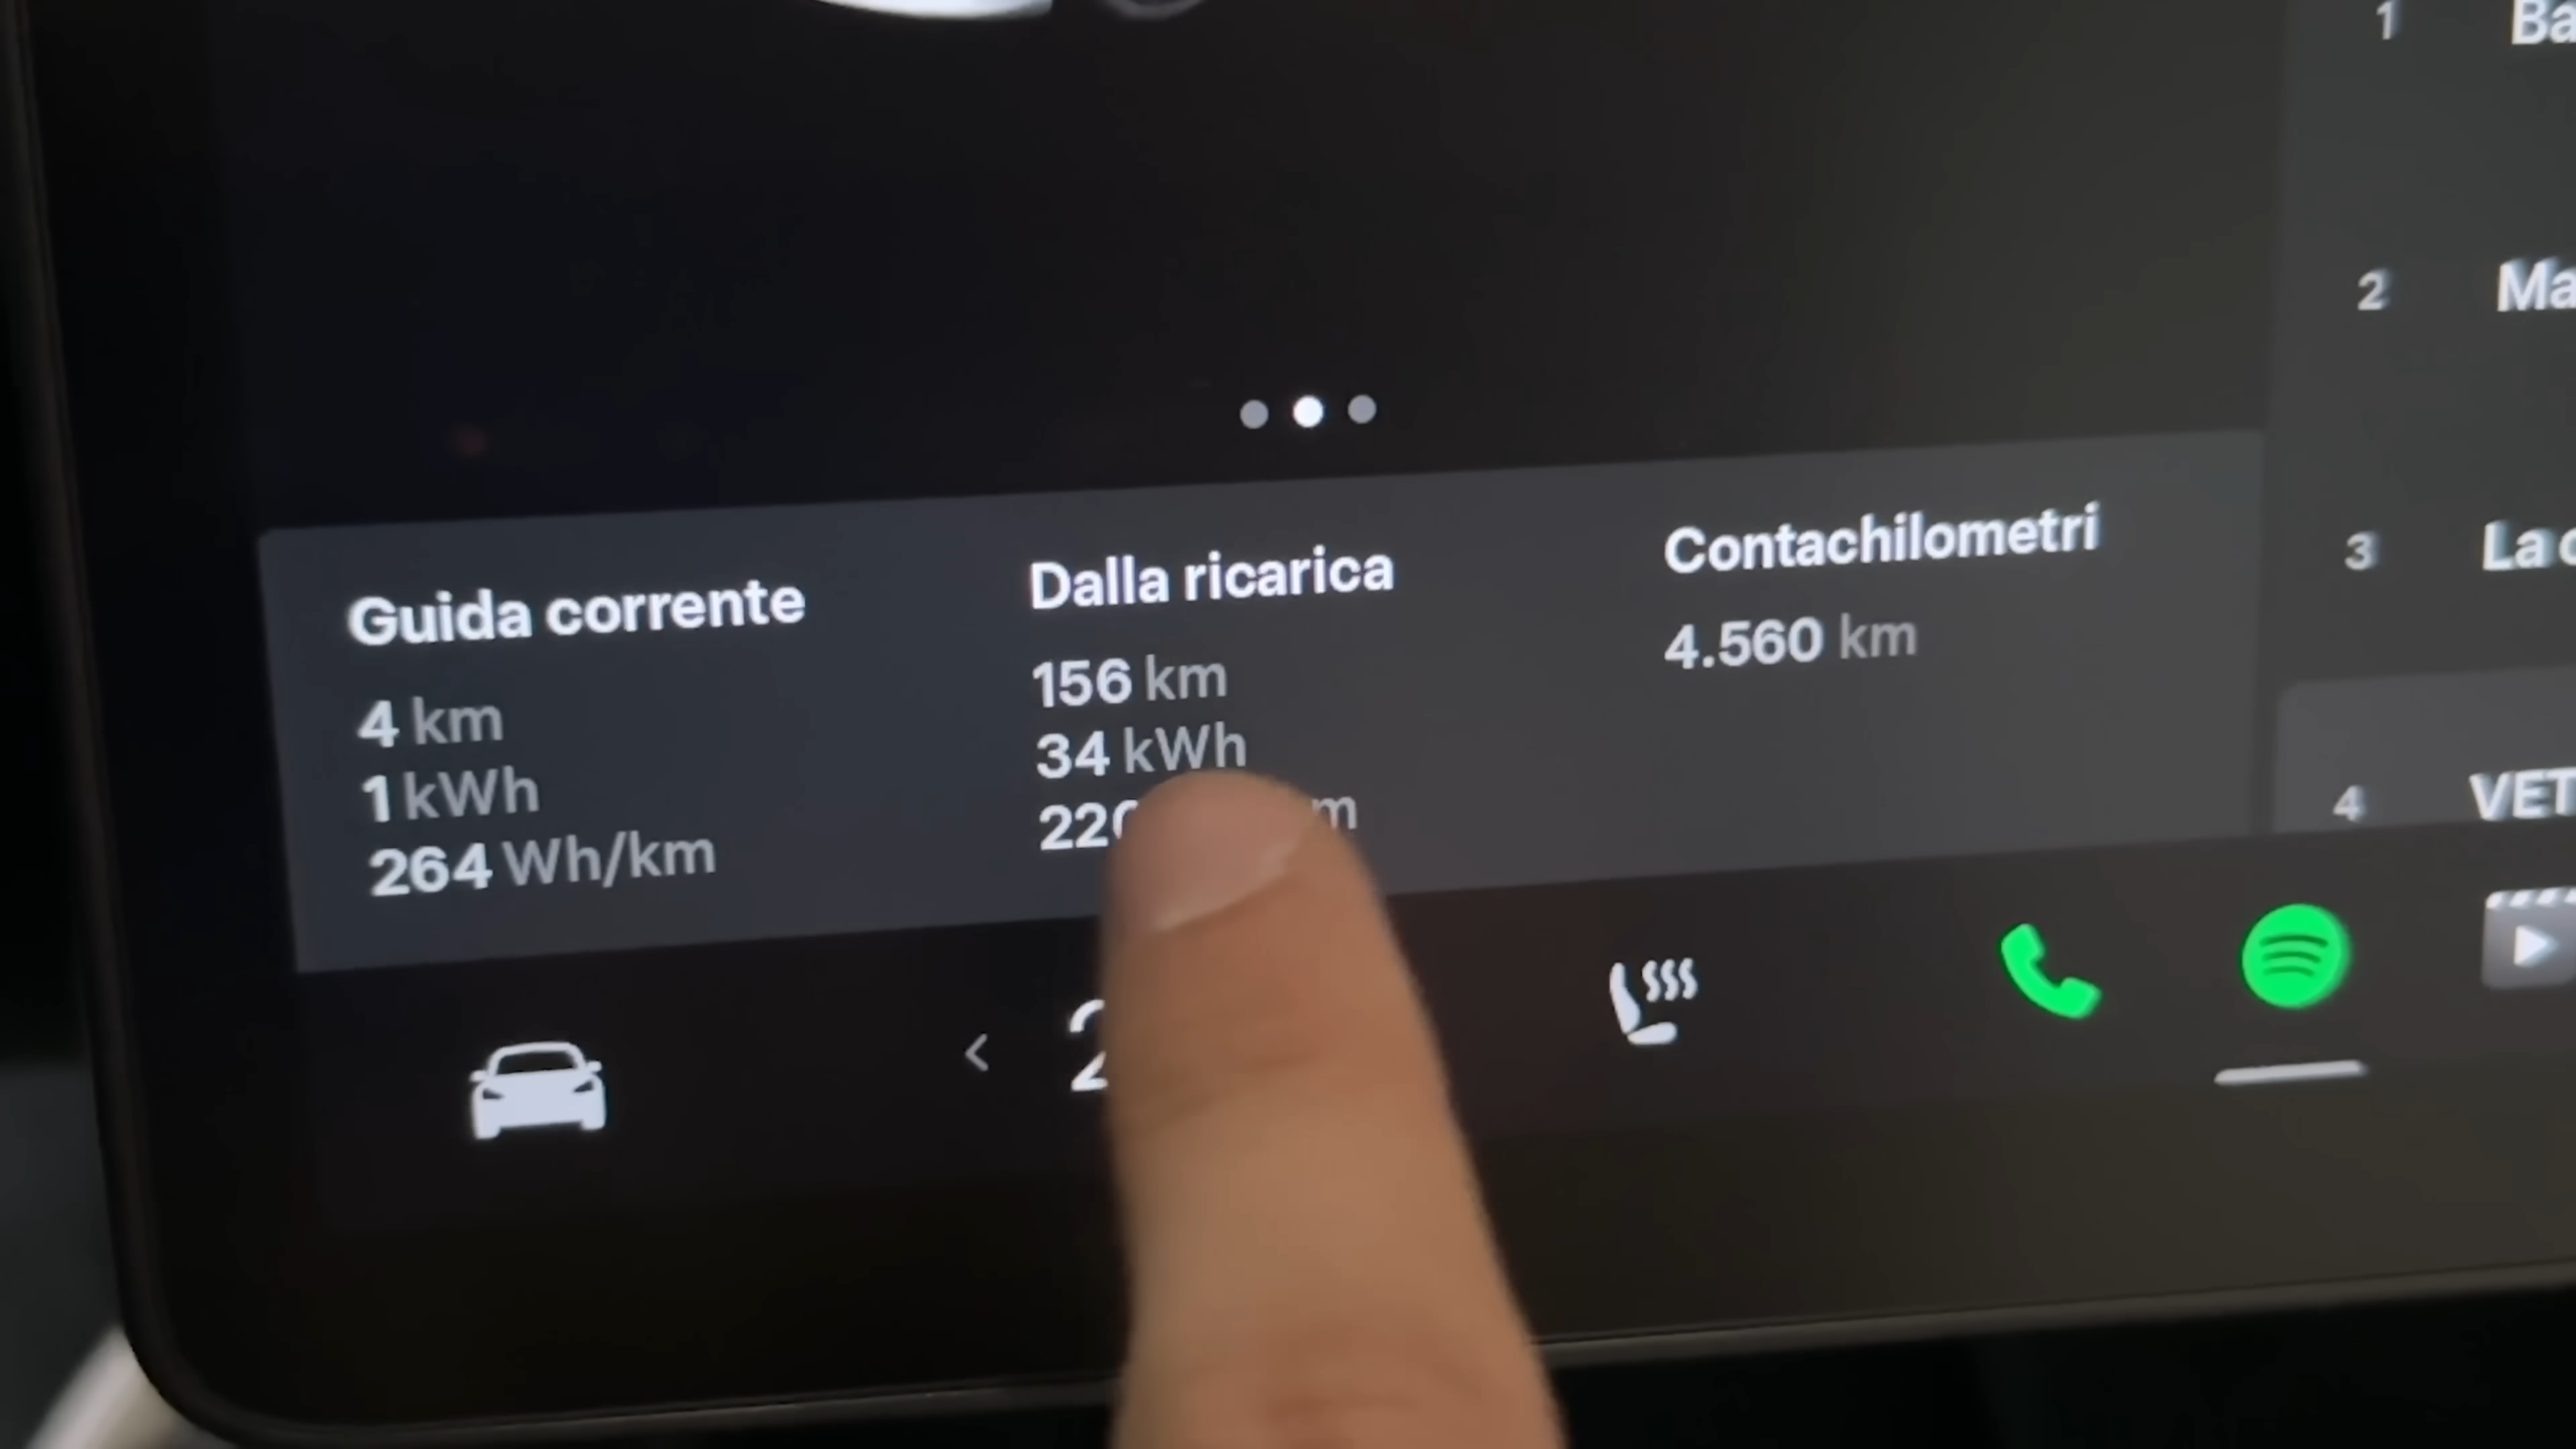 Guida corrente
4 km
1 kWh
264 Wh/km
Dalla ricarica
156 km
34 kWh
220
Contachilometri
4.560 km
1
2
3
4